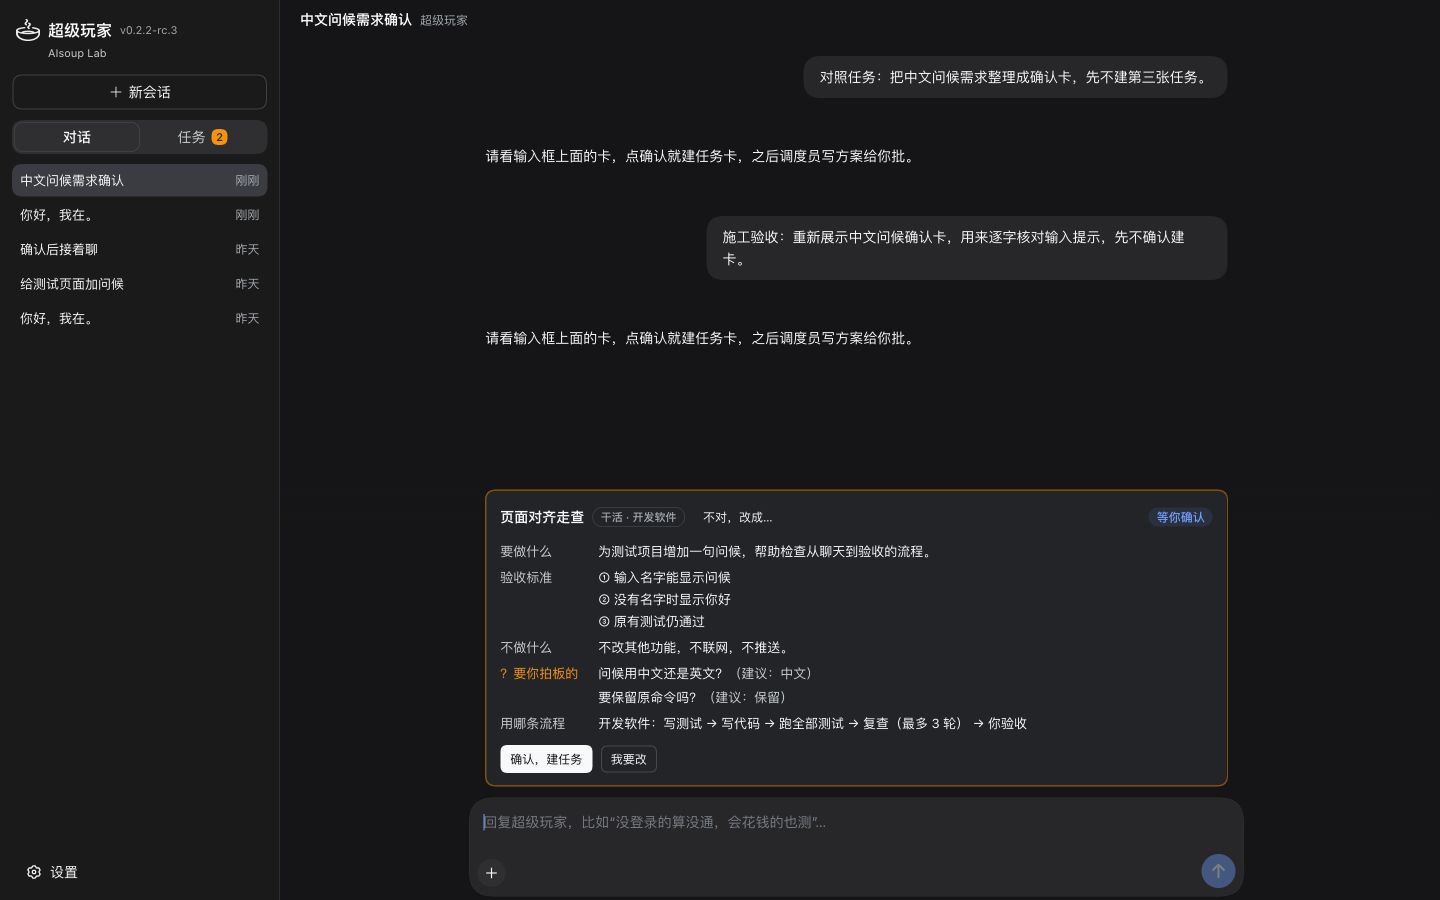 超级玩家 v0.2.2-rc.3
AIsoup Lab
+ 新会话
对话 任务 2
中文问候需求确认 刚刚
你好，我在。 刚刚
确认后接着聊 昨天
给测试页面加问候 昨天
你好，我在。 昨天
设置
中文问候需求确认 超级玩家
对照任务：把中文问候需求整理成确认卡，先不建第三张任务。
请看输入框上面的卡，点确认就建任务卡，之后调度员写方案给你批。
施工验收：重新展示中文问候确认卡，用来逐字核对输入提示，先不确认建
卡。
请看输入框上面的卡，点确认就建任务卡，之后调度员写方案给你批。
页面对齐走查 干活 · 开发软件 不对，改成... 等你确认
要做什么 为测试项目增加一句问候，帮助检查从聊天到验收的流程。
验收标准 ① 输入名字能显示问候
② 没有名字时显示你好
③ 原有测试仍通过
不做什么 不改其他功能，不联网，不推送。
? 要你拍板的 问候用中文还是英文？（建议：中文）
要保留原命令吗？（建议：保留）
用哪条流程 开发软件：写测试 → 写代码 → 跑全部测试 → 复查（最多 3 轮） → 你验收
确认，建任务 我要改
回复超级玩家，比如“没登录的算没通，会花钱的也测”...
+